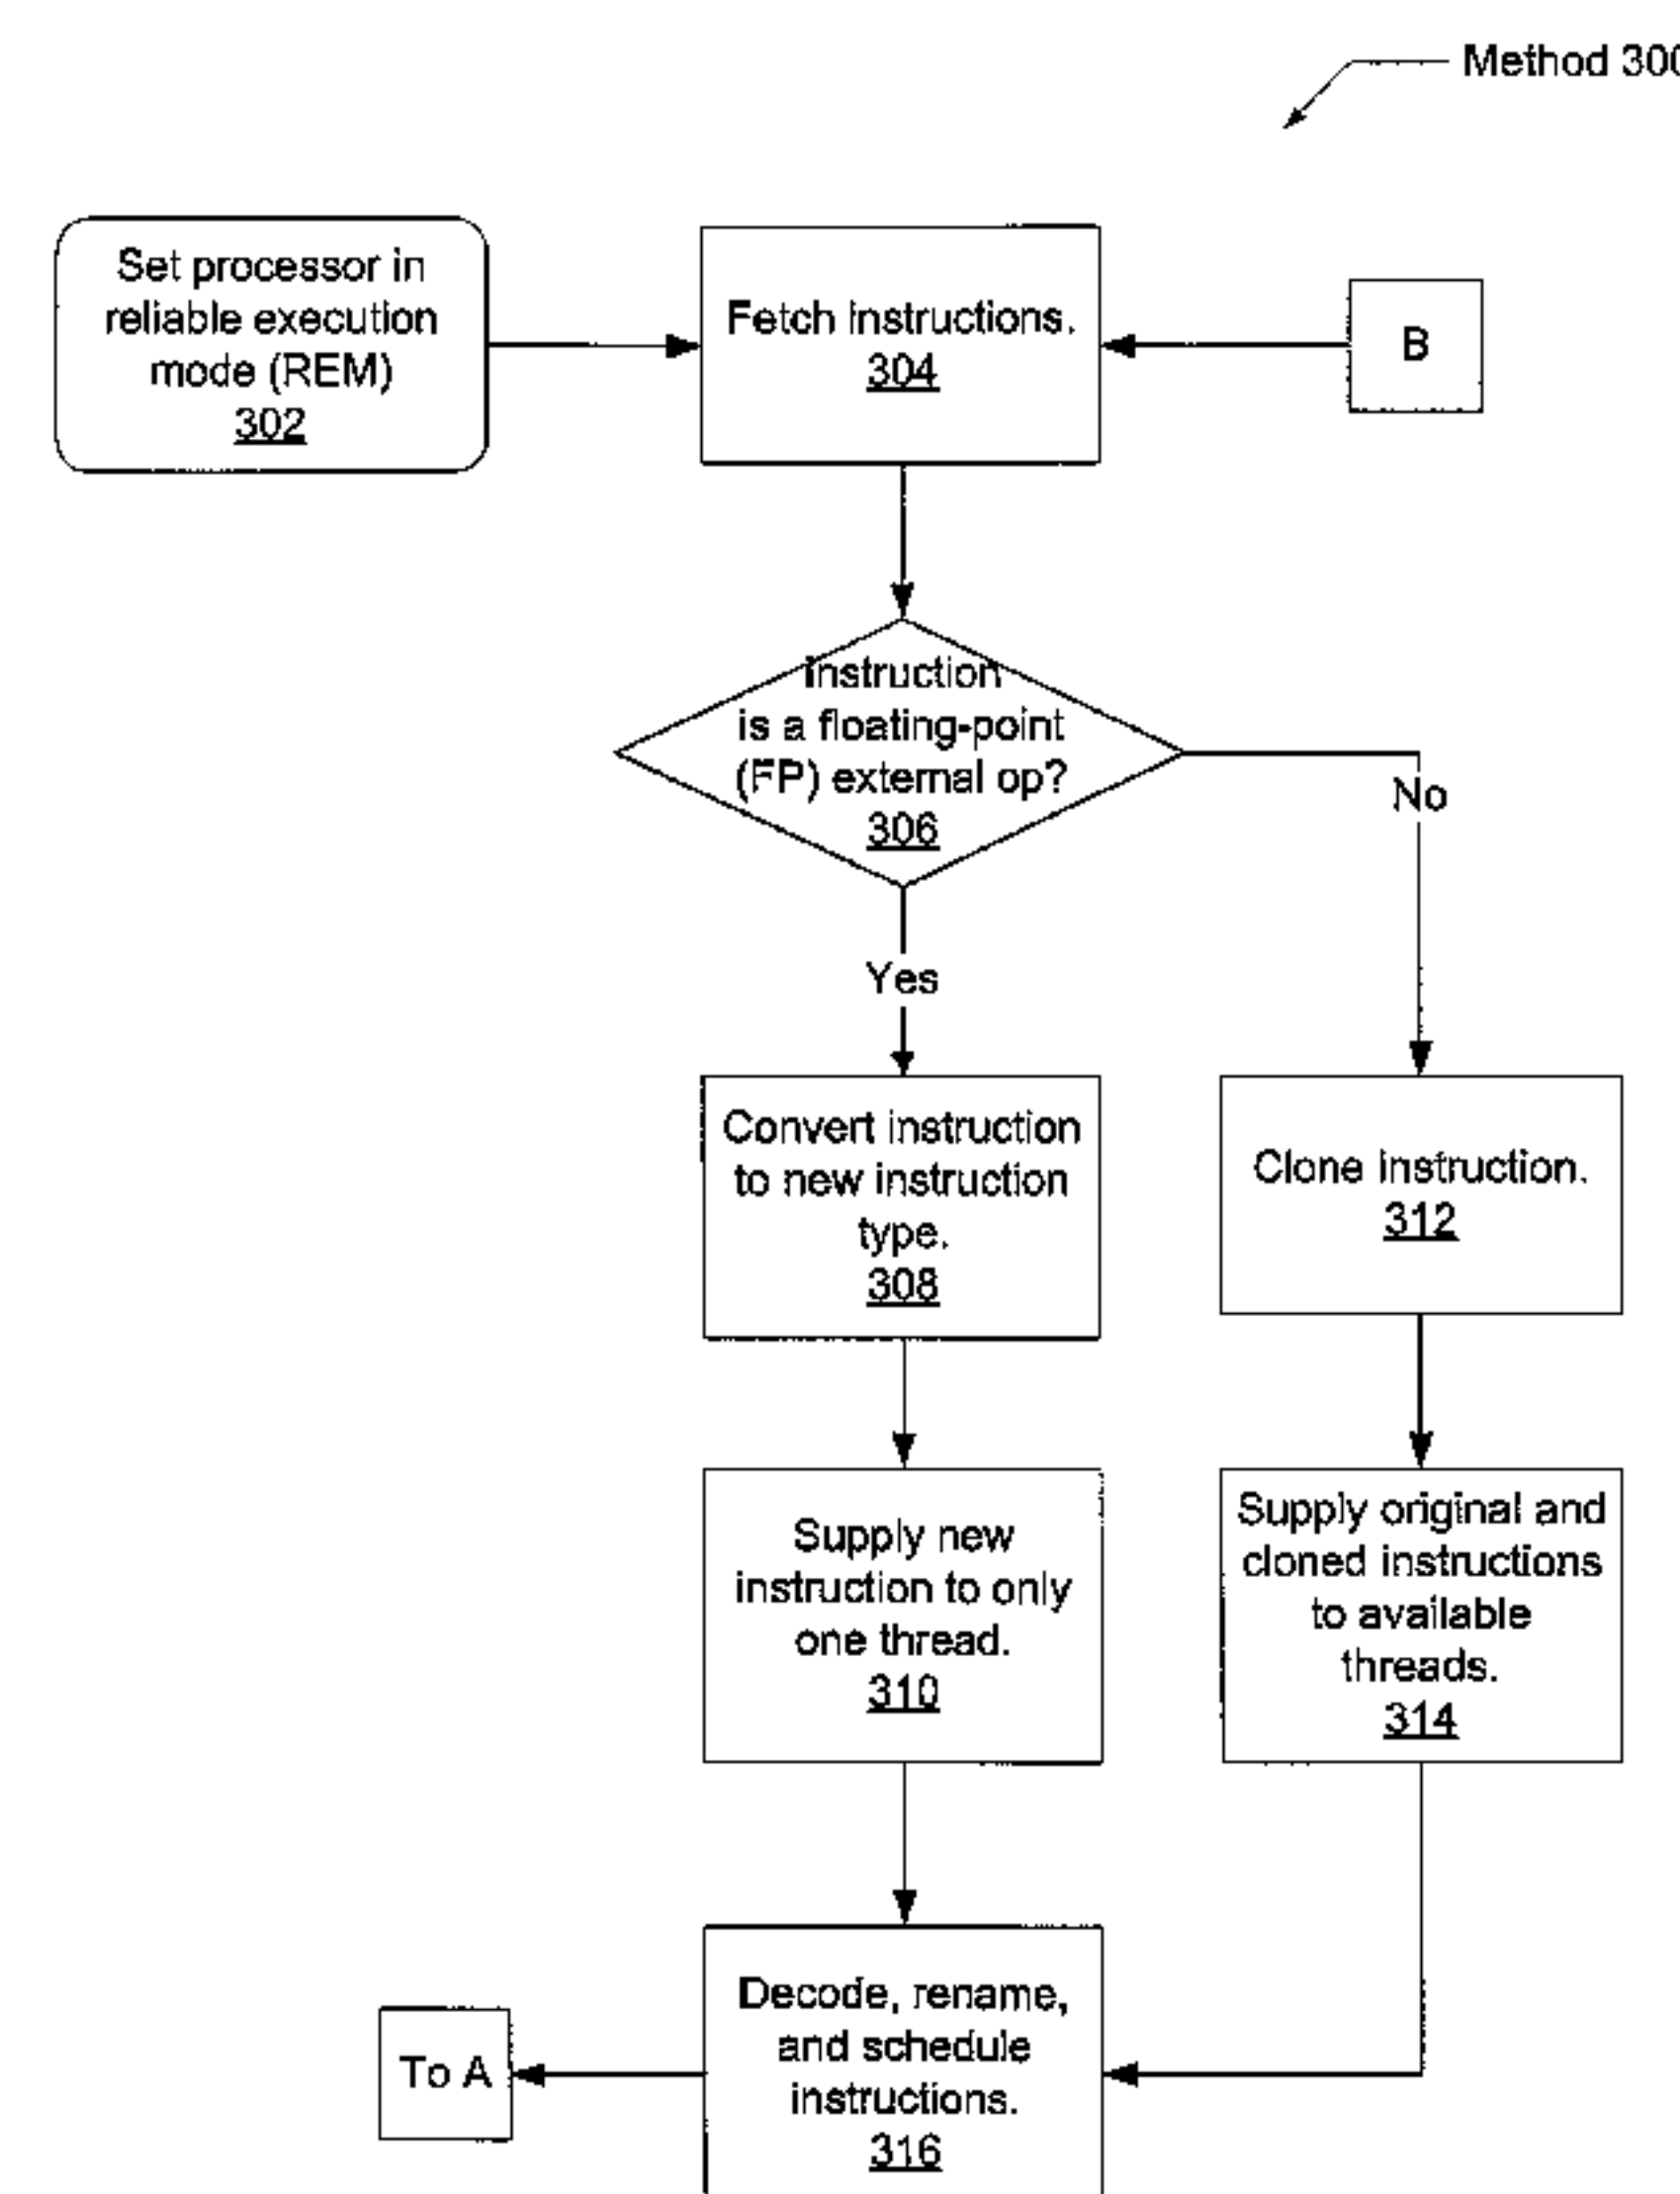 Method 300
Set processor in
reliable execution
mode (REM)
302
Fetch instructions.
304
B
Instruction
is a floating-point
(FP) external op?
306
No
Yes
Convert instruction
to new instruction
type.
308
Clone instruction.
312
Supply new
instruction to only
one thread.
310
Supply original and
cloned instructions
to available
threads.
314
Decode, rename,
and schedule
instructions.
316
To A